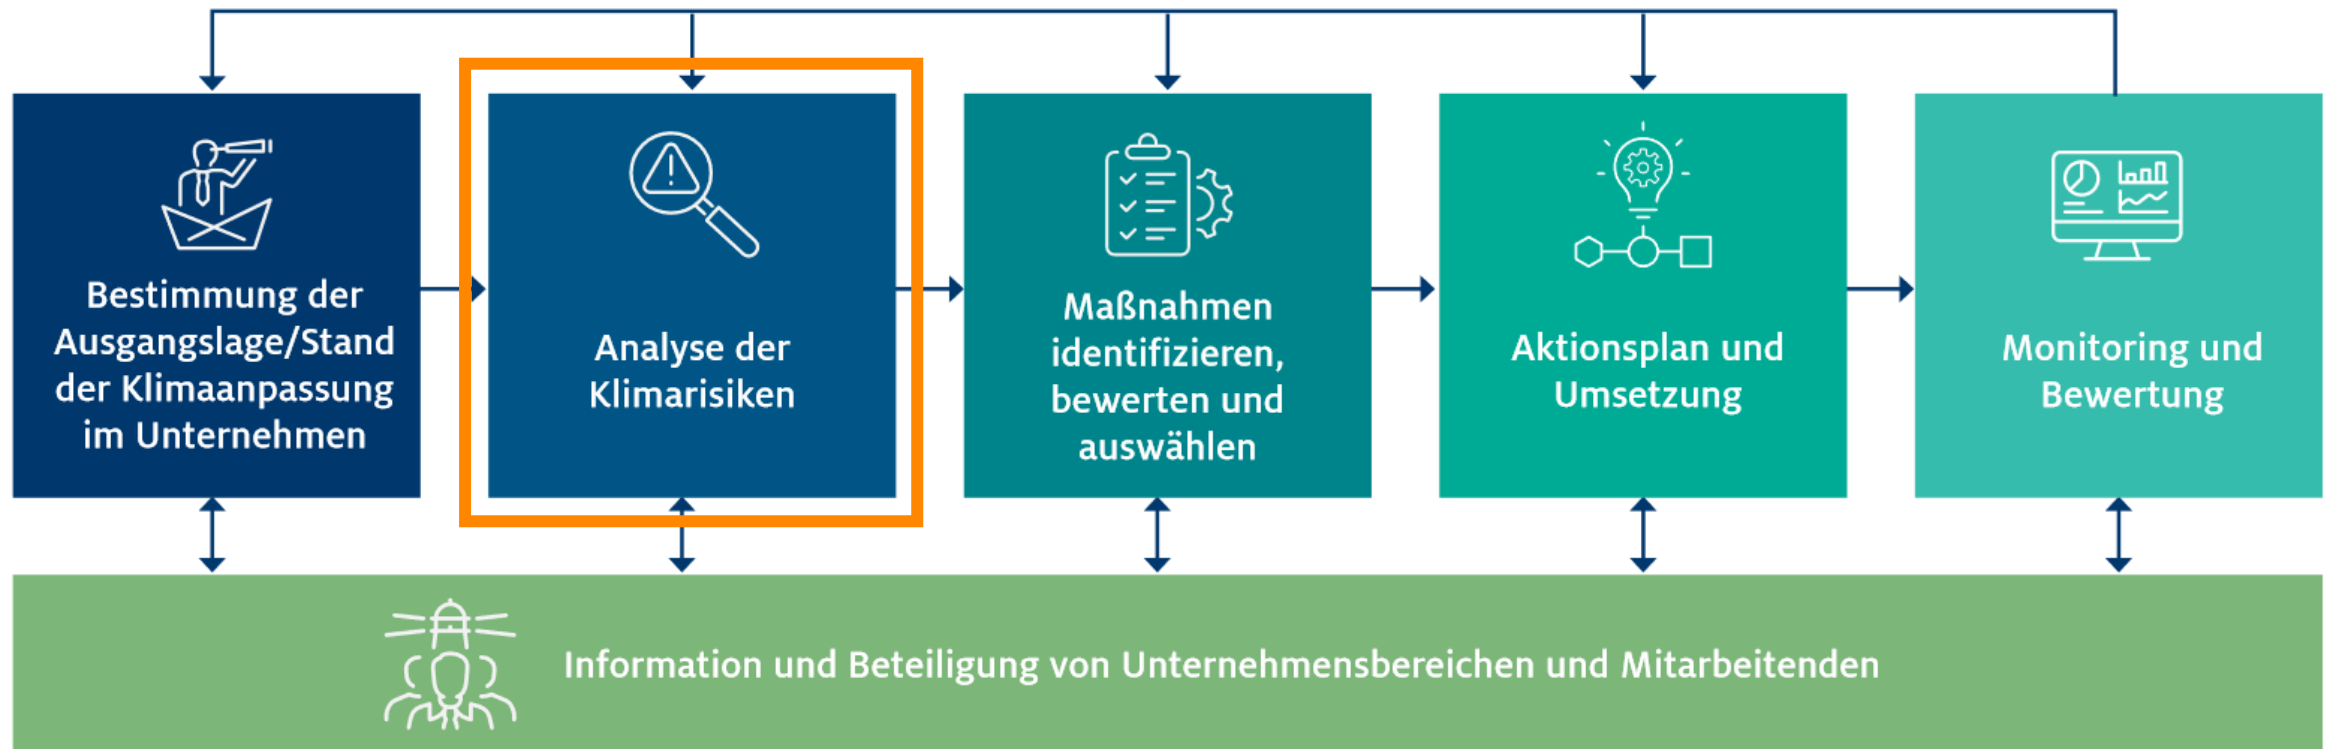 Bestimmung der
Ausgangslage/Stand
der Klimaanpassung
im Unternehmen
Analyse der
Klimarisiken
Maßnahmen
identifizieren,
bewerten und
auswählen
Aktionsplan und
Umsetzung
Monitoring und
Bewertung
Information und Beteiligung von Unternehmensbereichen und Mitarbeitenden